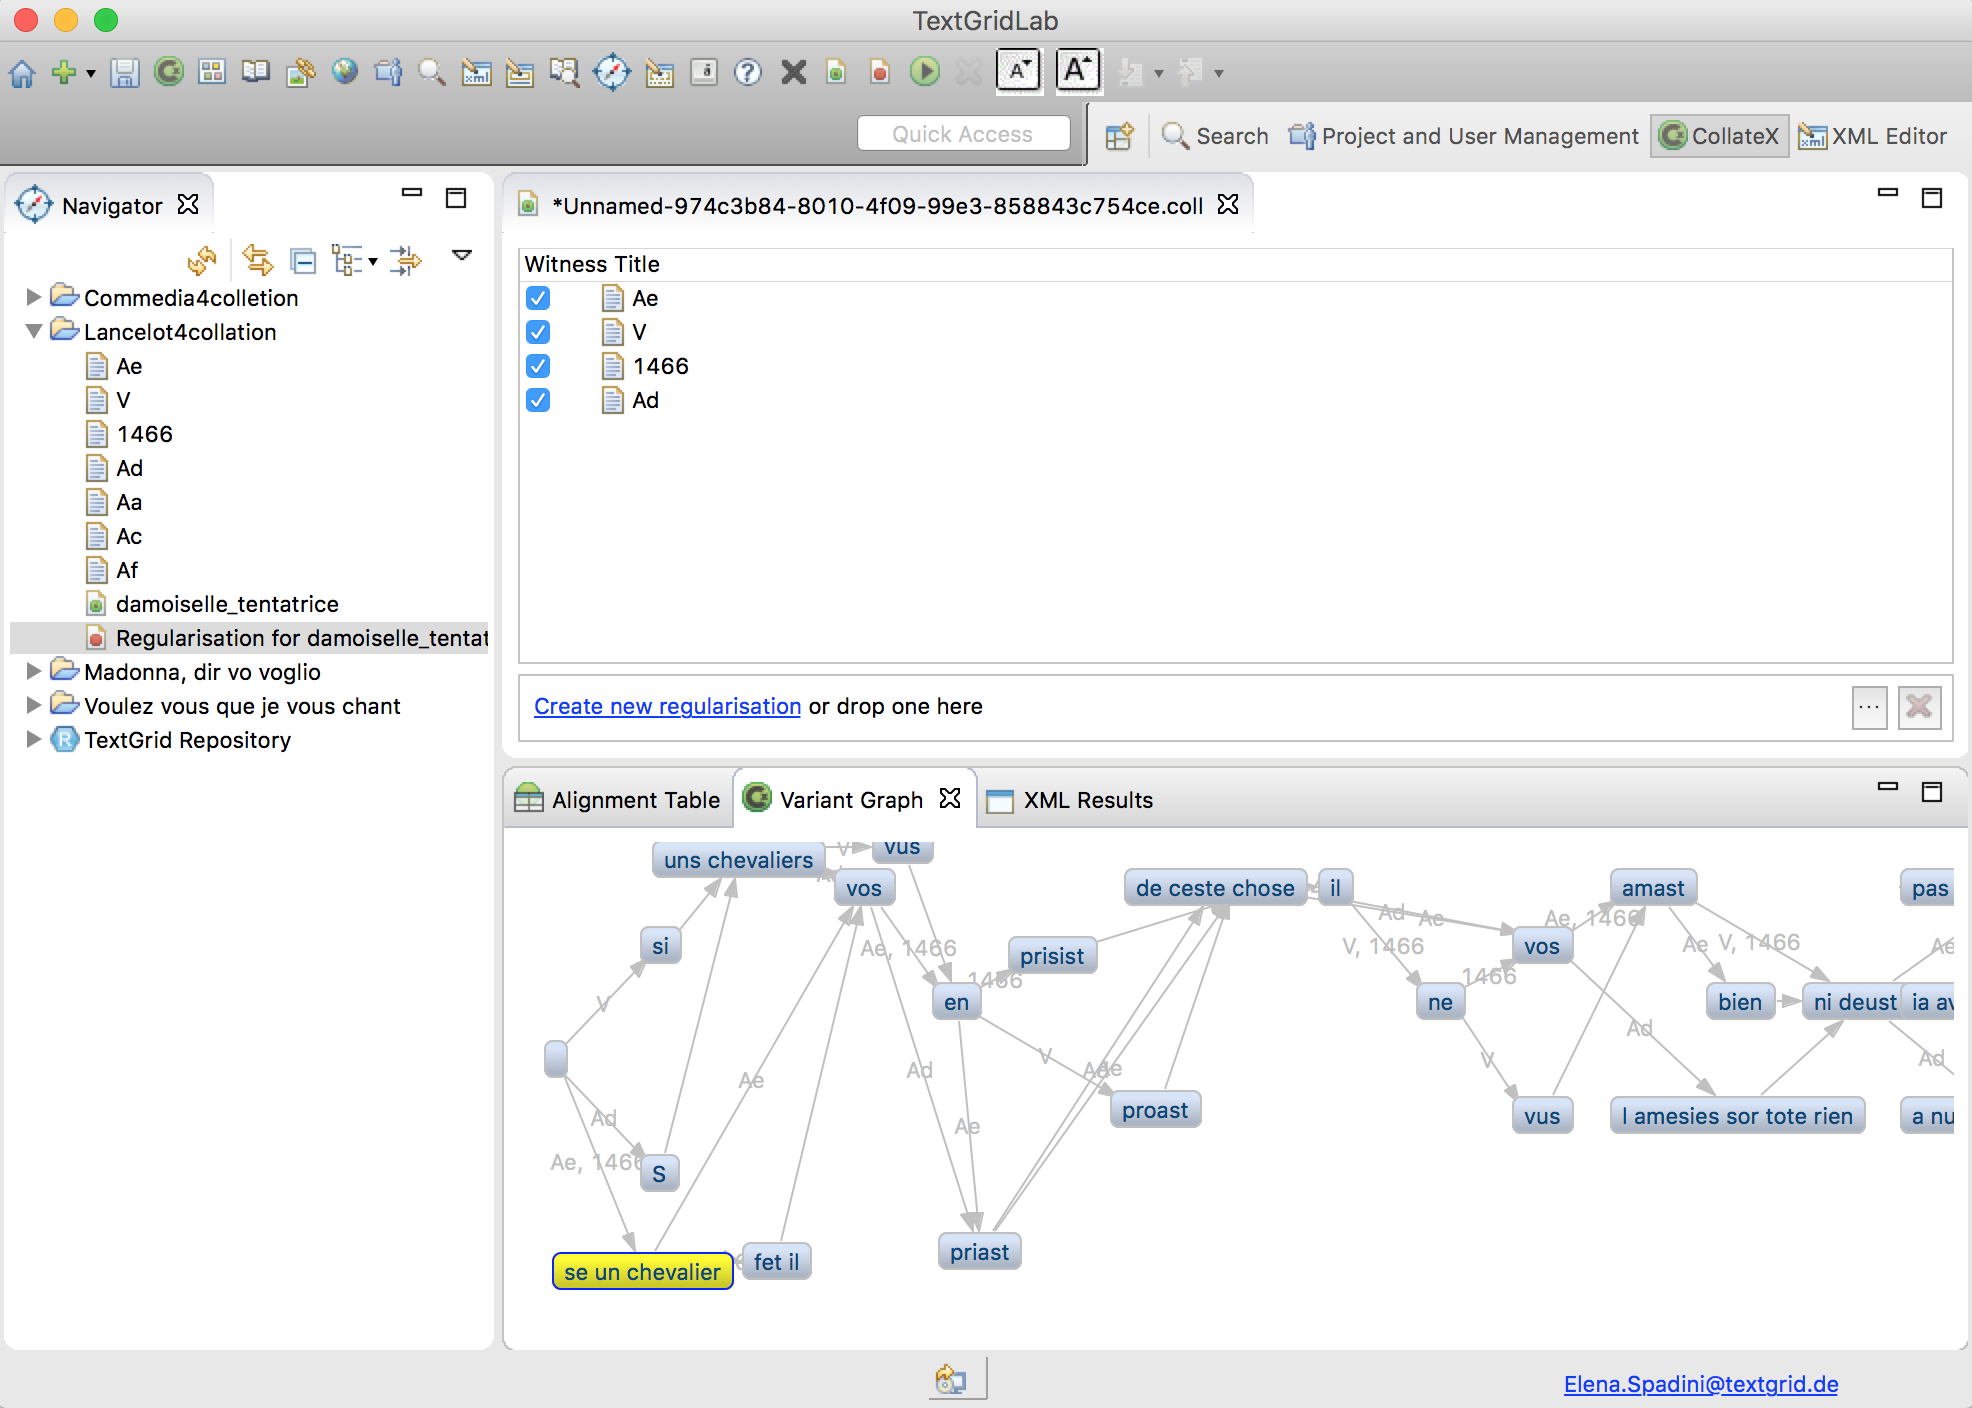 TextGridLab
Quick Access
Search
Project and User Management
CollateX
XML Editor
Navigator
Commedia4colletion
Lancelot4collation
Ae
V
1466
Ad
Aa
Ac
Af
damoiselle_tentatrice
Regularisation for damoiselle_tentat
Madonna, dir vo voglio
Voulez vous que je vous chant
TextGrid Repository
*Unnamed-974c3b84-8010-4f09-99e3-858843c754ce.coll
Witness Title
Ae
V
1466
Ad
Create new regularisation or drop one here
Alignment Table
Variant Graph
XML Results
uns chevaliers
V
vus
vos
de ceste chose
il
amast
pas
Ad
Ae
Ae, 1466
si
Ae, 1466
prisist
V, 1466
vos
Ae
V, 1466
Ae
1466
1466
V
en
ne
bien
ni deust
ia av
Ad
Ae
Ad
V
V
Ad
Ad
proast
vus
l amesies sor tote rien
a nu
Ae
Ae, 1466
S
priast
se un chevalier
fet il
Elena.Spadini@textgrid.de